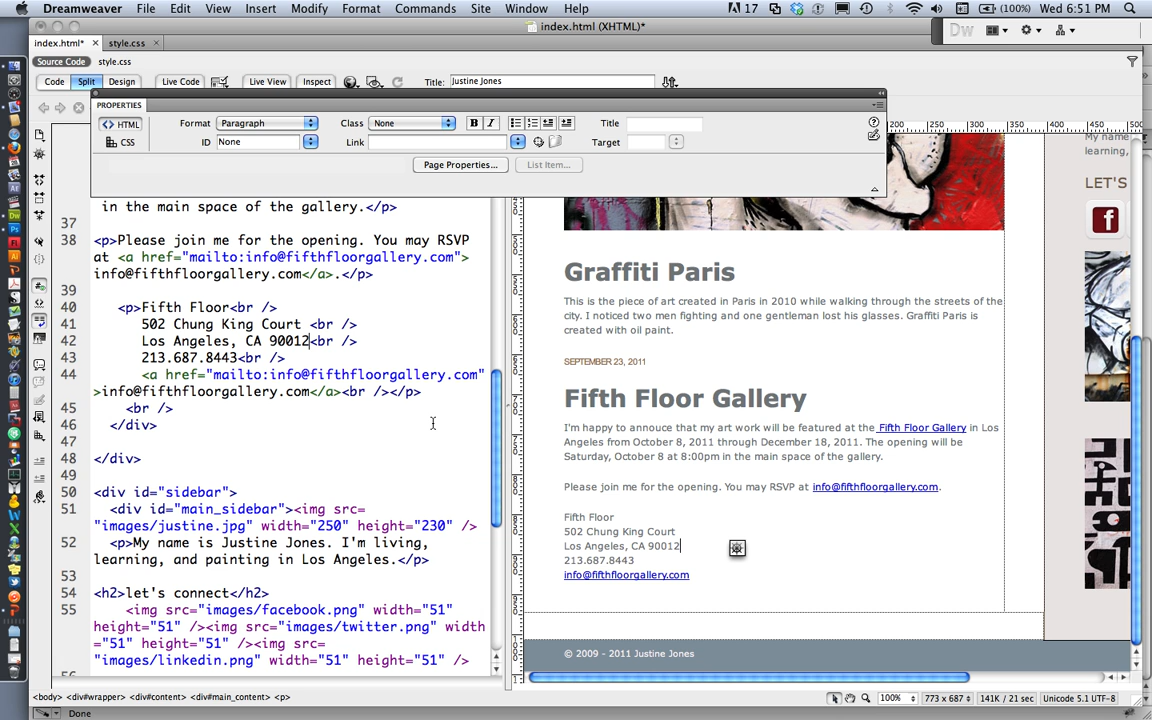 Dreamweaver File Edit View Insert Modify Format Commands Site Window Help 17 (100%) Wed 6:51 PM
index.html (XHTML)*
index.html* style.css
Dw
Source Code style.css
Code Split Design Live Code Live View Inspect Title: Justine Jones
PROPERTIES
HTML Format Paragraph Class None B I Title
CSS ID None Link Target
Page Properties... List Item...
in the main space of the gallery.</p>
37
38 <p>Please join me for the opening. You may RSVP
at <a href="mailto:info@fifthfloorgallery.com">
info@fifthfloorgallery.com</a>.</p>
39
40 <p>Fifth Floor<br />
41 502 Chung King Court <br />
42 Los Angeles, CA 90012<br />
43 213.687.8443<br />
44 <a href="mailto:info@fifthfloorgallery.com"
>info@fifthfloorgallery.com</a><br /></p>
45 <br />
46 </div>
47
48 </div>
49
50 <div id="sidebar">
51 <div id="main_sidebar"><img src=
"images/justine.jpg" width="250" height="230" />
52 <p>My name is Justine Jones. I'm living,
learning, and painting in Los Angeles.</p>
53
54 <h2>let's connect</h2>
55 <img src="images/facebook.png" width="51"
height="51" /><img src="images/twitter.png" width
="51" height="51" /><img src=
"images/linkedin.png" width="51" height="51" />
200 250 300 350 400 450 500
My name
learning,
LET'S
f
Graffiti Paris
This is the piece of art created in Paris in 2010 while walking through the streets of the
city. I noticed two men fighting and one gentleman lost his glasses. Graffiti Paris is
created with oil paint.
SEPTEMBER 23, 2011
Fifth Floor Gallery
I'm happy to annouce that my art work will be featured at the Fifth Floor Gallery in Los
Angeles from October 8, 2011 through December 18, 2011. The opening will be
Saturday, October 8 at 8:00pm in the main space of the gallery.
Please join me for the opening. You may RSVP at info@fifthfloorgallery.com.
Fifth Floor
502 Chung King Court
Los Angeles, CA 90012
213.687.8443
info@fifthfloorgallery.com
© 2009 - 2011 Justine Jones
<body> <div#wrapper> <div#content> <div#main_content> <p> 100% 773 x 687 141K / 21 sec Unicode 5.1 UTF-8
Done